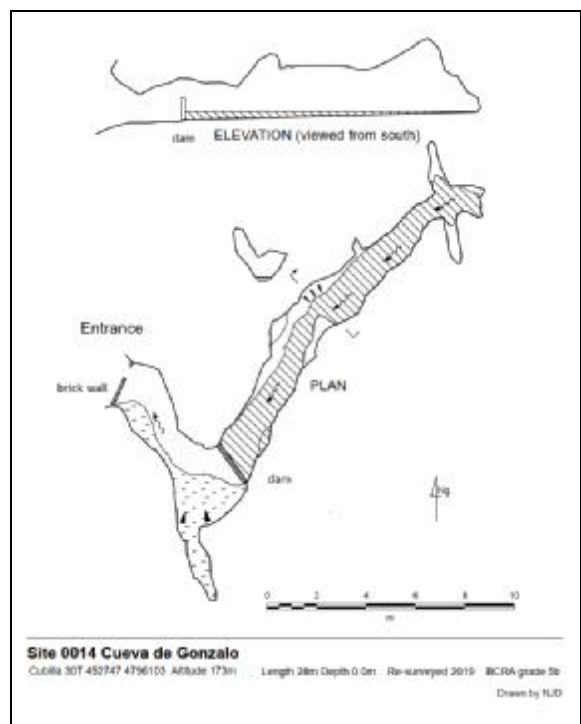 dam ELEVATION (viewed from south)
Entrance
brick wall
PLAN
dam
0 2 4 6 8 10
m
Site 0014 Cueva de Gonzalo
Cubilla 30T 452747 4796103 Altitude 173m Length 28m Depth 0.0m Re-surveyed 2019 BCRA grade 5b
Drawn by NJD